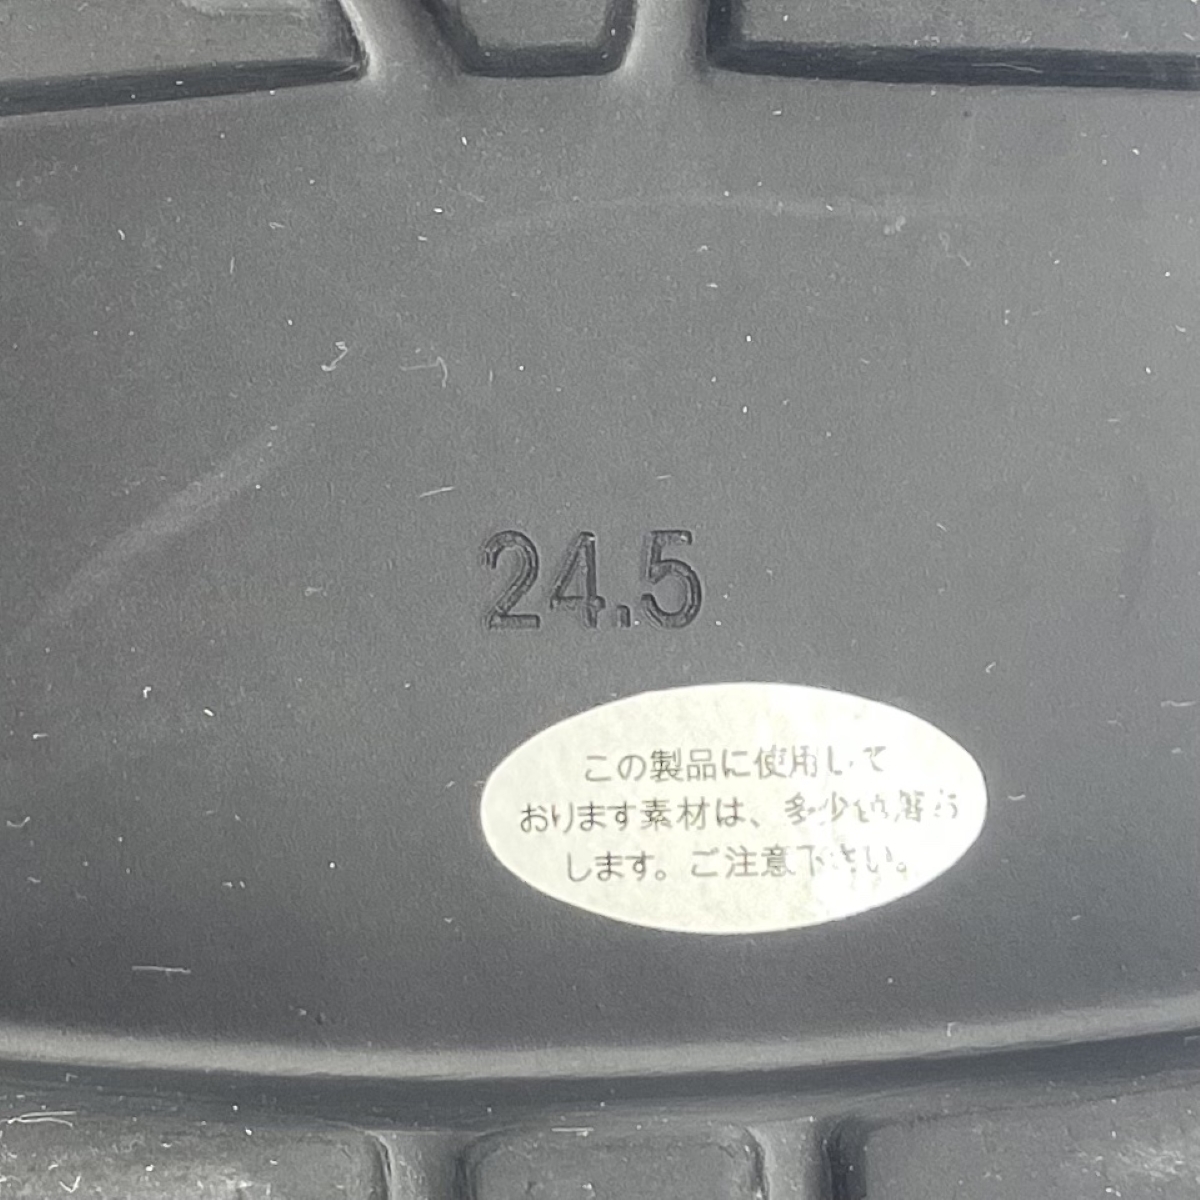 24.5
この製品に使用して
おります素材は、多少色落ち
します。ご注意下さい。